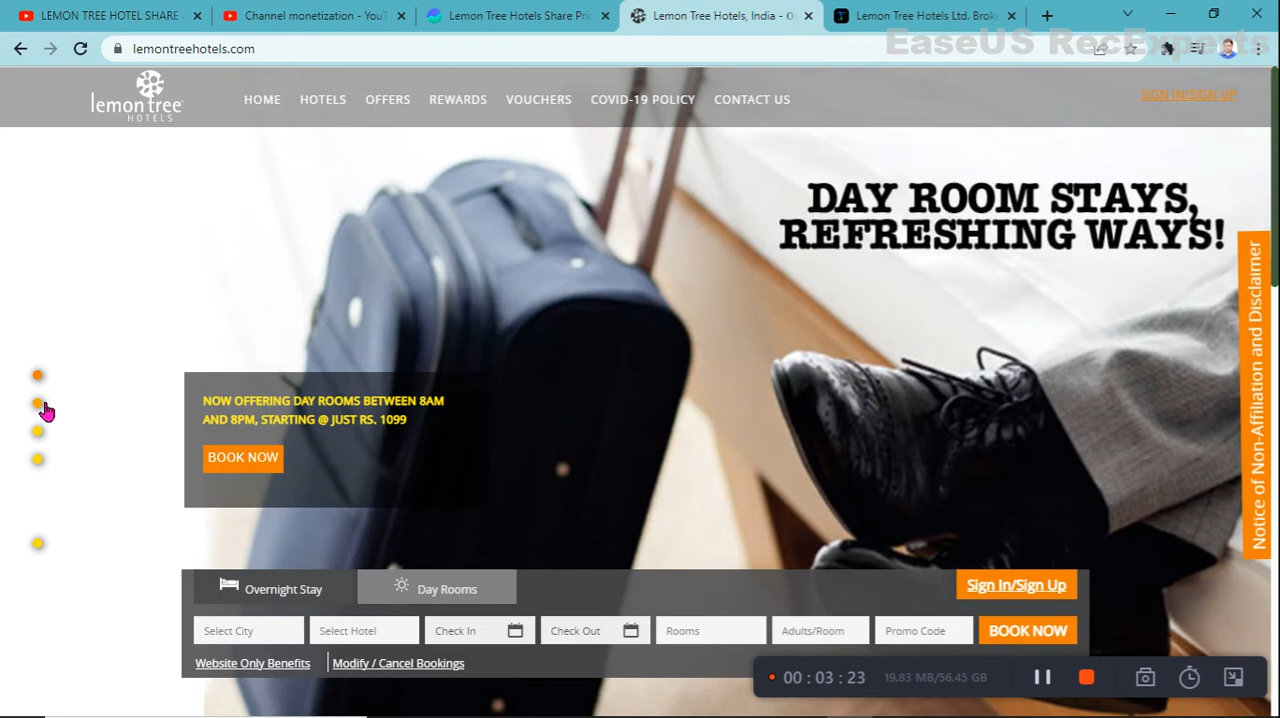 LEMON TREE HOTEL SHARE
Channel monetization - YouT
Lemon Tree Hotels Share Pric
Lemon Tree Hotels, India - O
Lemon Tree Hotels Ltd. Broke
lemontreehotels.com
EaseUS RecExperts
lemon tree
HOTELS
HOME
HOTELS
OFFERS
REWARDS
VOUCHERS
COVID-19 POLICY
CONTACT US
SIGN IN/SIGN UP
DAY ROOM STAYS,
REFRESHING WAYS!
Notice of Non-Affiliation and Disclaimer
NOW OFFERING DAY ROOMS BETWEEN 8AM
AND 8PM, STARTING @ JUST RS. 1099
BOOK NOW
Overnight Stay
Day Rooms
Sign In/Sign Up
Select City
Select Hotel
Check In
Check Out
Rooms
Adults/Room
Promo Code
BOOK NOW
Website Only Benefits
Modify / Cancel Bookings
00:03:23
19.83 MB/56.45 GB